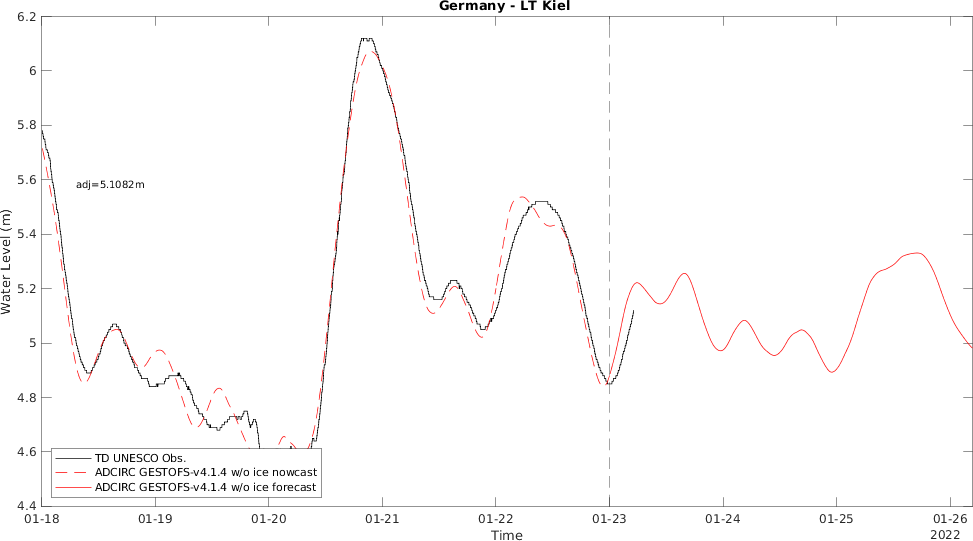 Germany - LT Kiel
6.2
6
5.8
5.6
5.4
5.2
5
4.8
4.6
4.4
Water Level (m)
adj=5.1082m
TD UNESCO Obs.
ADCIRC GESTOFS-v4.1.4 w/o ice nowcast
ADCIRC GESTOFS-v4.1.4 w/o ice forecast
01-18 01-19 01-20 01-21 01-22 01-23 01-24 01-25 01-26
Time 2022